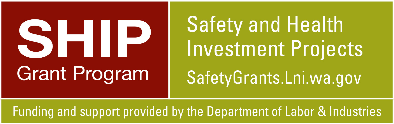 SHIP
Grant Program
Safety and Health
Investment Projects
SafetyGrants.Lni.wa.gov
Funding and support provided by the Department of Labor & Industries